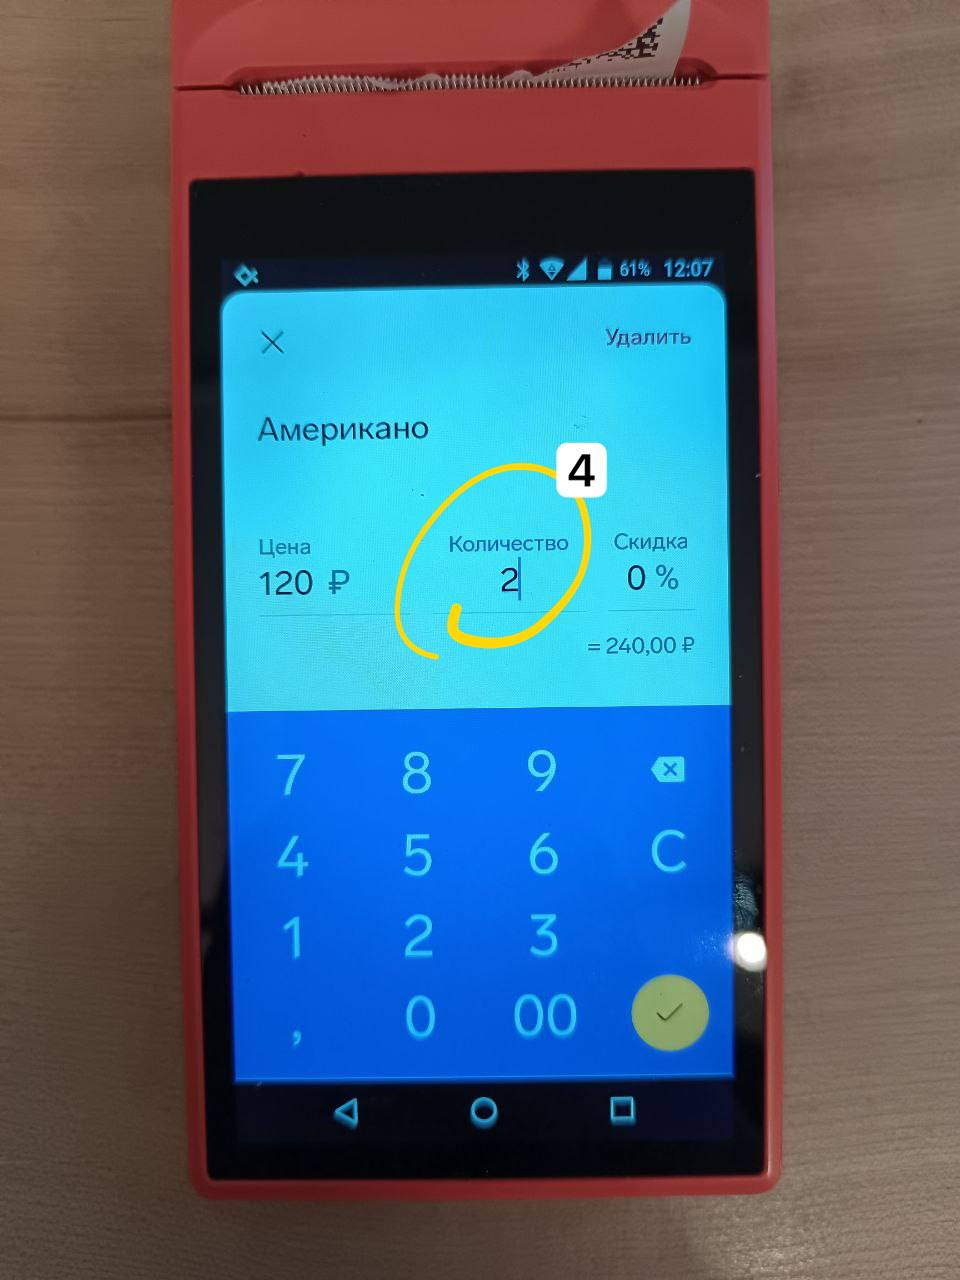 61% 12:07
Удалить
Американо
4
Цена Количество Скидка
120 ₽ 2 0 %
= 240,00 ₽
7 8 9
4 5 6 C
1 2 3
, 0 00